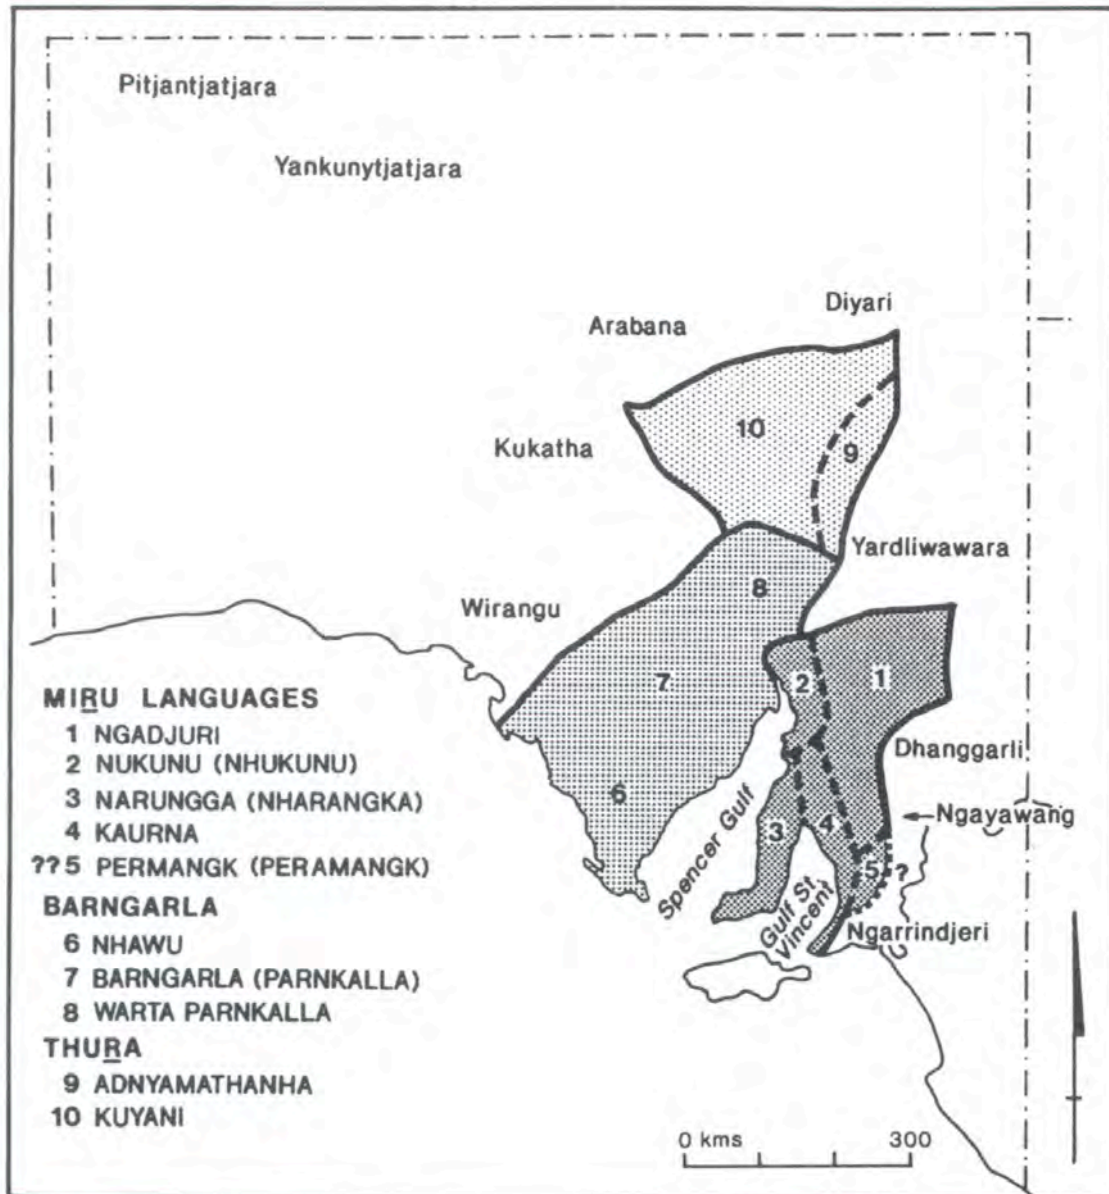 Pitjantjatjara
Yankunytjatjara
Diyari
Arabana
10
9
Kukatha
Yardliwawara
8
Wirangu
7
2
1
MIṞU LANGUAGES
1 NGADJURI
2 NUKUNU (NHUKUNU)
3 NARUNGGA (NHARANGKA)
4 KAURNA
??5 PERMANGK (PERAMANGK)
BARNGARLA
6 NHAWU
7 BARNGARLA (PARNKALLA)
8 WARTA PARNKALLA
THUṞA
9 ADNYAMATHANHA
10 KUYANI
Dhanggarli
6
Spencer Gulf
3
4
Ngayawang
5
?
Gulf St
Vincent
Ngarrindjeri
0 kms 300